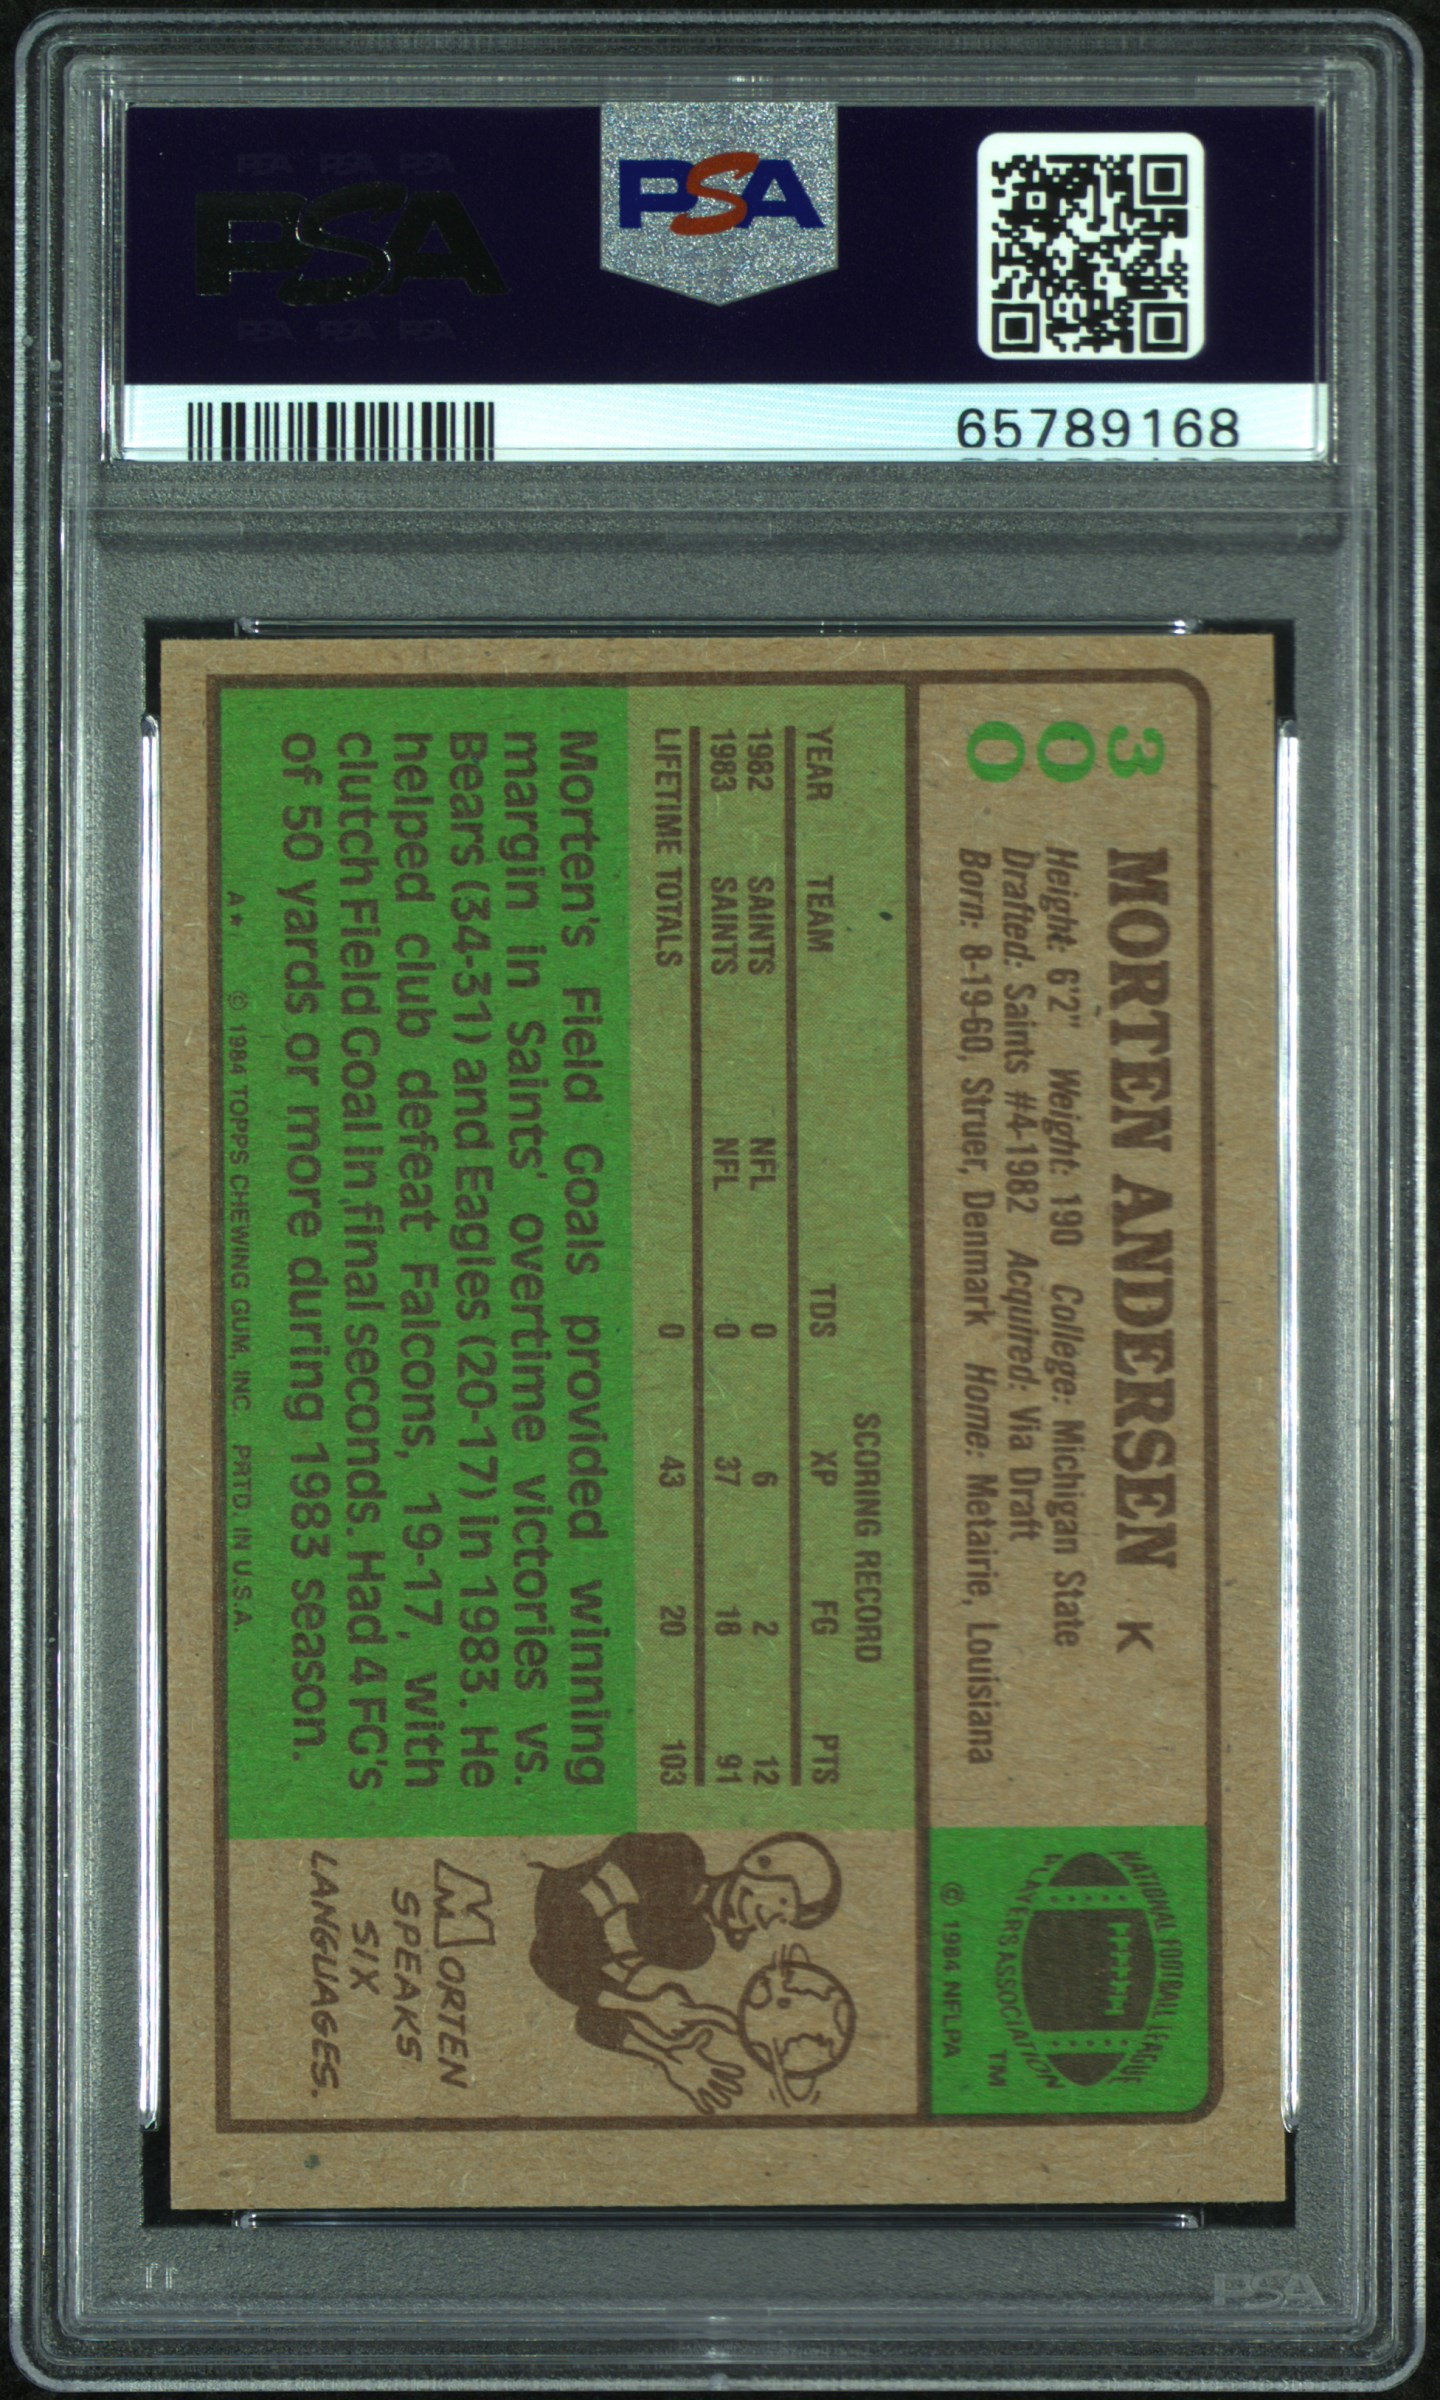 PSA PSA PSA
PSA
PSA PSA PSA
PSA
65789168
300
MORTEN ANDERSEN K
Height: 6'2" Weight: 190 College: Michigan State
Drafted: Saints #4-1982 Acquired: Via Draft
Born: 8-19-60, Struer, Denmark Home: Metairie, Louisiana
NATIONAL FOOTBALL LEAGUE
PLAYERS ASSOCIATION
TM
© 1984 NFLPA
SCORING RECORD
YEAR TEAM TDS XP FG PTS
1982 SAINTS NFL 0 6 2 12
1983 SAINTS NFL 0 37 18 91
LIFETIME TOTALS 0 43 20 103
Morten's Field Goals provided winning
margin in Saints' overtime victories vs.
Bears (34-31) and Eagles (20-17) in 1983. He
helped club defeat Falcons, 19-17, with
clutch Field Goal in final seconds. Had 4 FG's
of 50 yards or more during 1983 season.
A* © 1984 TOPPS CHEWING GUM, INC. PRTD. IN U.S.A.
MORTEN
SPEAKS
SIX
LANGUAGES.
PSA